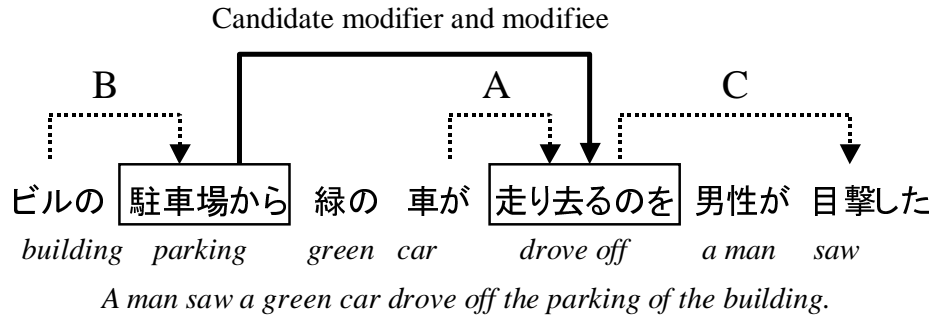 Candidate modifier and modifiee
B A C
ビルの 駐車場から 緑の 車が 走り去るのを 男性が 目撃した
building parking green car drove off a man saw
A man saw a green car drove off the parking of the building.